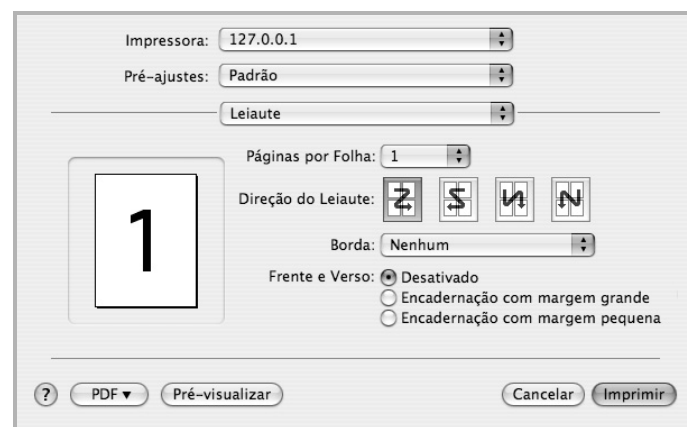 Impressora: 127.0.0.1
Pré-ajustes: Padrão
Leiaute
Páginas por Folha: 1
Direção do Leiaute:
1
Borda: Nenhum
Frente e Verso: Desativado
Encadernação com margem grande
Encadernação com margem pequena
? PDF▼ Pré-visualizar Cancelar Imprimir